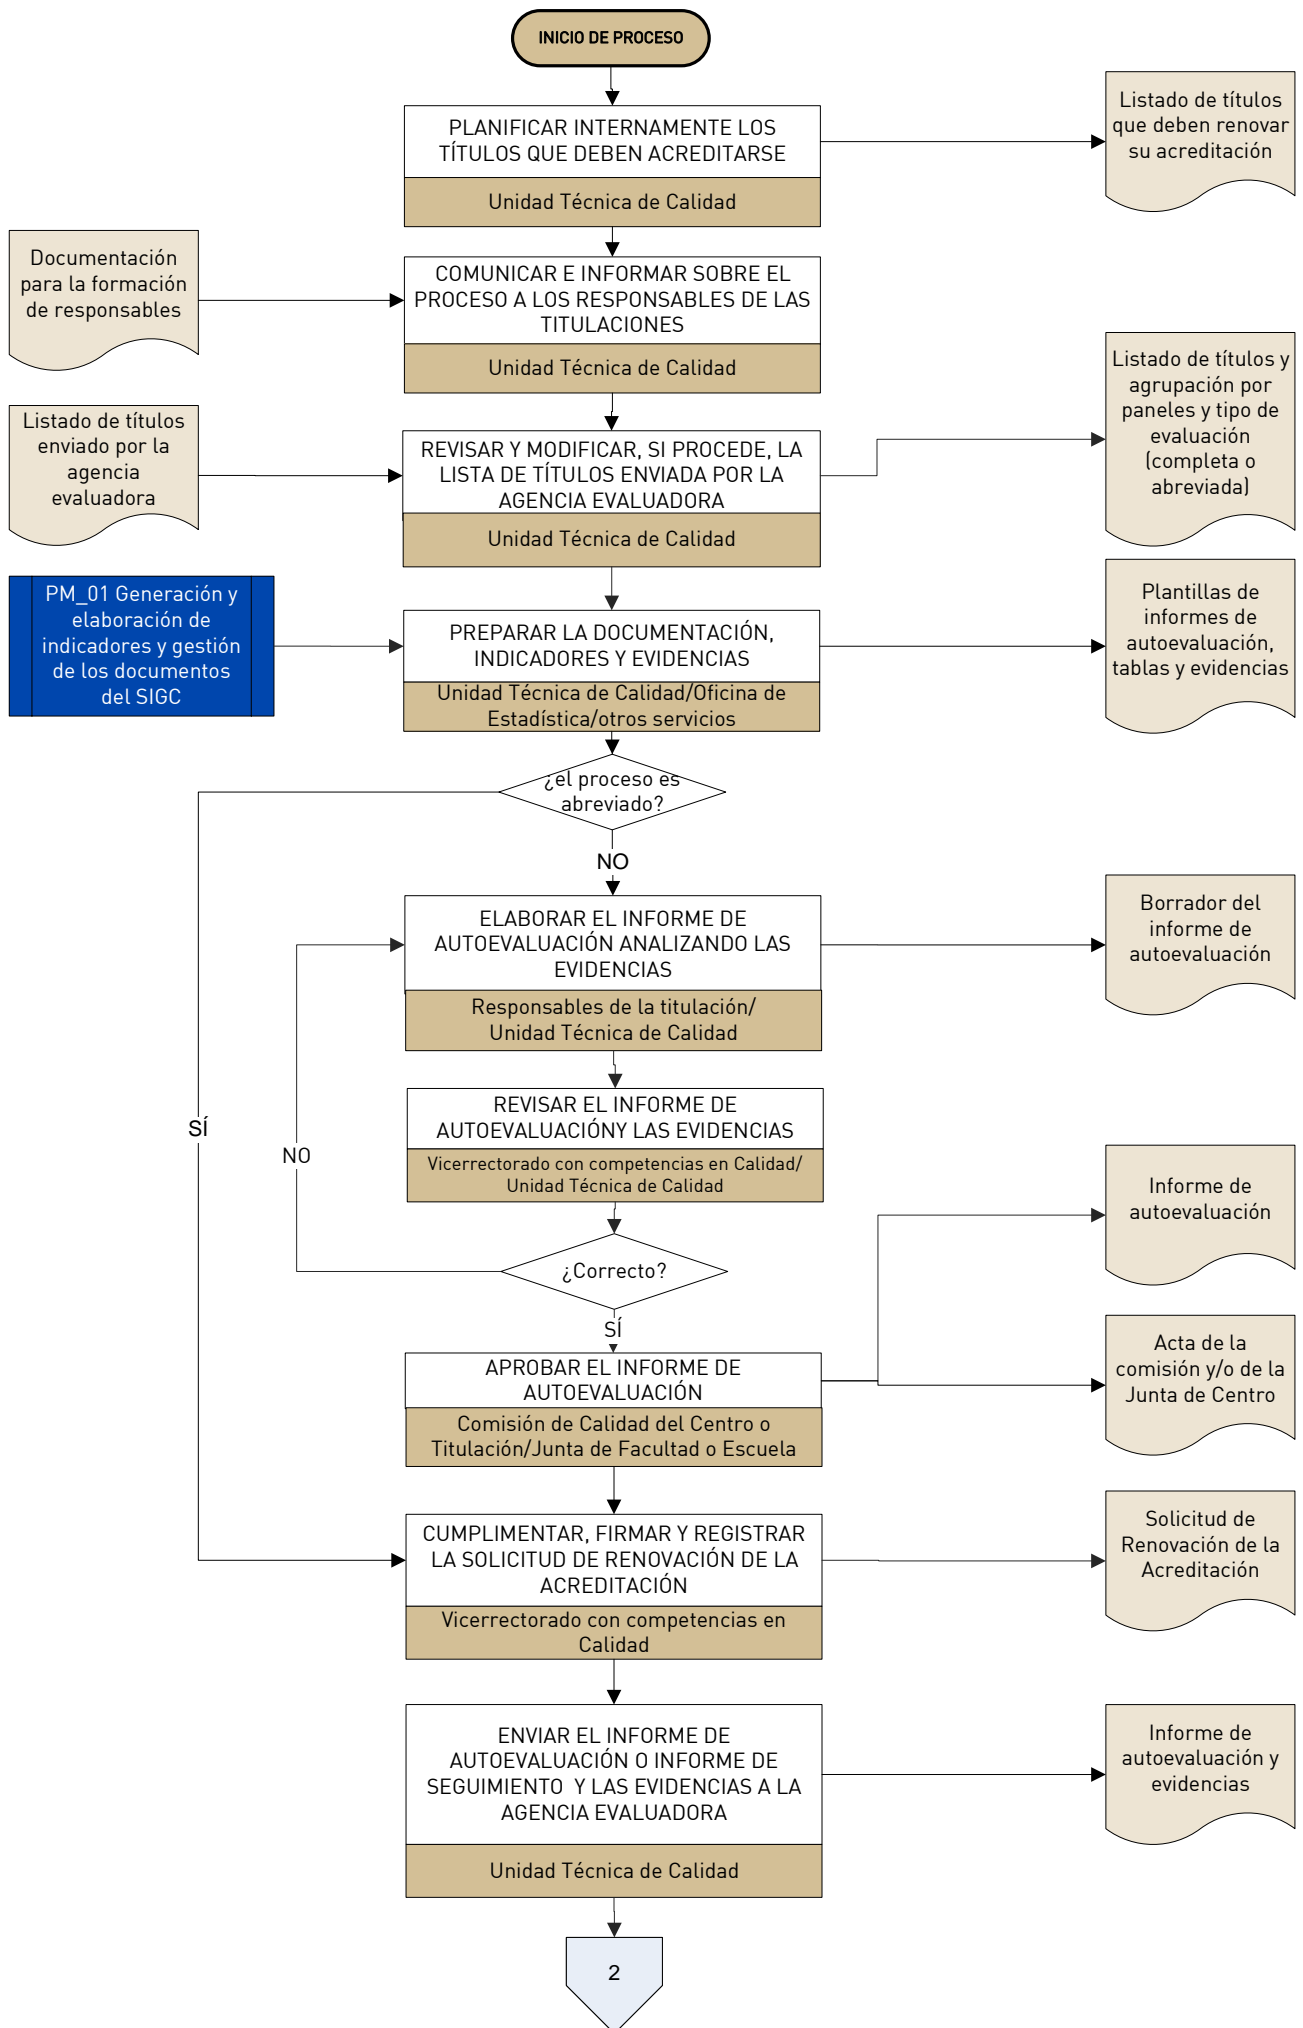 INICIO DE PROCESO
PLANIFICAR INTERNAMENTE LOS
TÍTULOS QUE DEBEN ACREDITARSE
Unidad Técnica de Calidad
Listado de títulos
que deben renovar
su acreditación
Documentación
para la formación
de responsables
COMUNICAR E INFORMAR SOBRE EL
PROCESO A LOS RESPONSABLES DE LAS
TITULACIONES
Unidad Técnica de Calidad
Listado de títulos
enviado por la
agencia
evaluadora
REVISAR Y MODIFICAR, SI PROCEDE, LA
LISTA DE TÍTULOS ENVIADA POR LA
AGENCIA EVALUADORA
Unidad Técnica de Calidad
Listado de títulos y
agrupación por
paneles y tipo de
evaluación
(completa o
abreviada)
PM_01 Generación y
elaboración de
indicadores y gestión
de los documentos
del SIGC
PREPARAR LA DOCUMENTACIÓN,
INDICADORES Y EVIDENCIAS
Unidad Técnica de Calidad/Oficina de
Estadística/otros servicios
Plantillas de
informes de
autoevaluación,
tablas y evidencias
¿el proceso es
abreviado?
NO
ELABORAR EL INFORME DE
AUTOEVALUACIÓN ANALIZANDO LAS
EVIDENCIAS
Responsables de la titulación/
Unidad Técnica de Calidad
Borrador del
informe de
autoevaluación
REVISAR EL INFORME DE
AUTOEVALUACIÓNY LAS EVIDENCIAS
Vicerrectorado con competencias en Calidad/
Unidad Técnica de Calidad
SÍ
NO
¿Correcto?
SÍ
Informe de
autoevaluación
APROBAR EL INFORME DE
AUTOEVALUACIÓN
Comisión de Calidad del Centro o
Titulación/Junta de Facultad o Escuela
Acta de la
comisión y/o de la
Junta de Centro
CUMPLIMENTAR, FIRMAR Y REGISTRAR
LA SOLICITUD DE RENOVACIÓN DE LA
ACREDITACIÓN
Vicerrectorado con competencias en
Calidad
Solicitud de
Renovación de la
Acreditación
ENVIAR EL INFORME DE
AUTOEVALUACIÓN O INFORME DE
SEGUIMIENTO  Y LAS EVIDENCIAS A LA
AGENCIA EVALUADORA
Unidad Técnica de Calidad
Informe de
autoevaluación y
evidencias
2